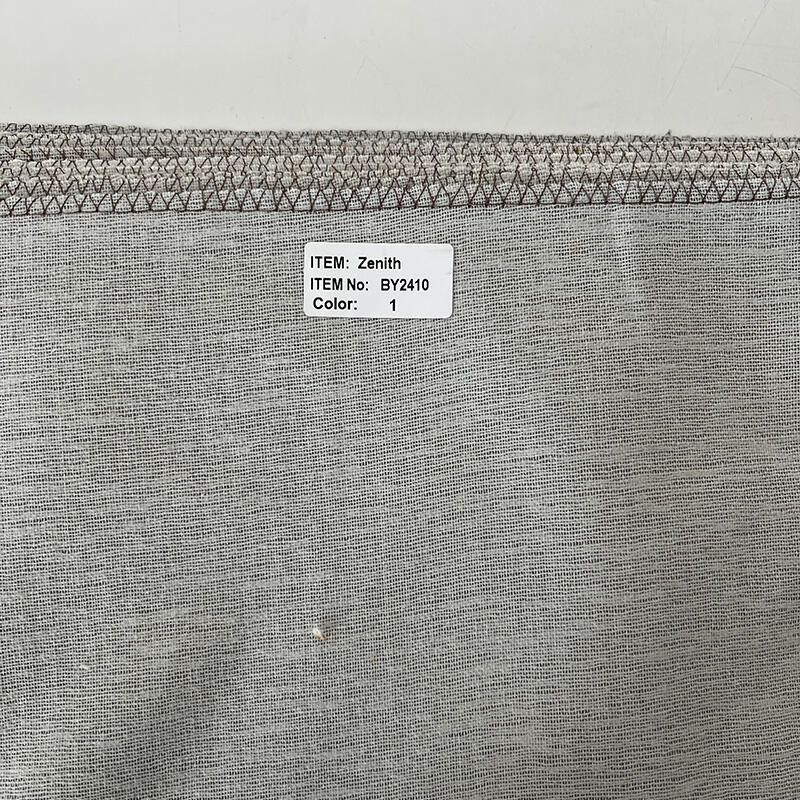 ITEM: Zenith
ITEM No: BY2410
Color: 1